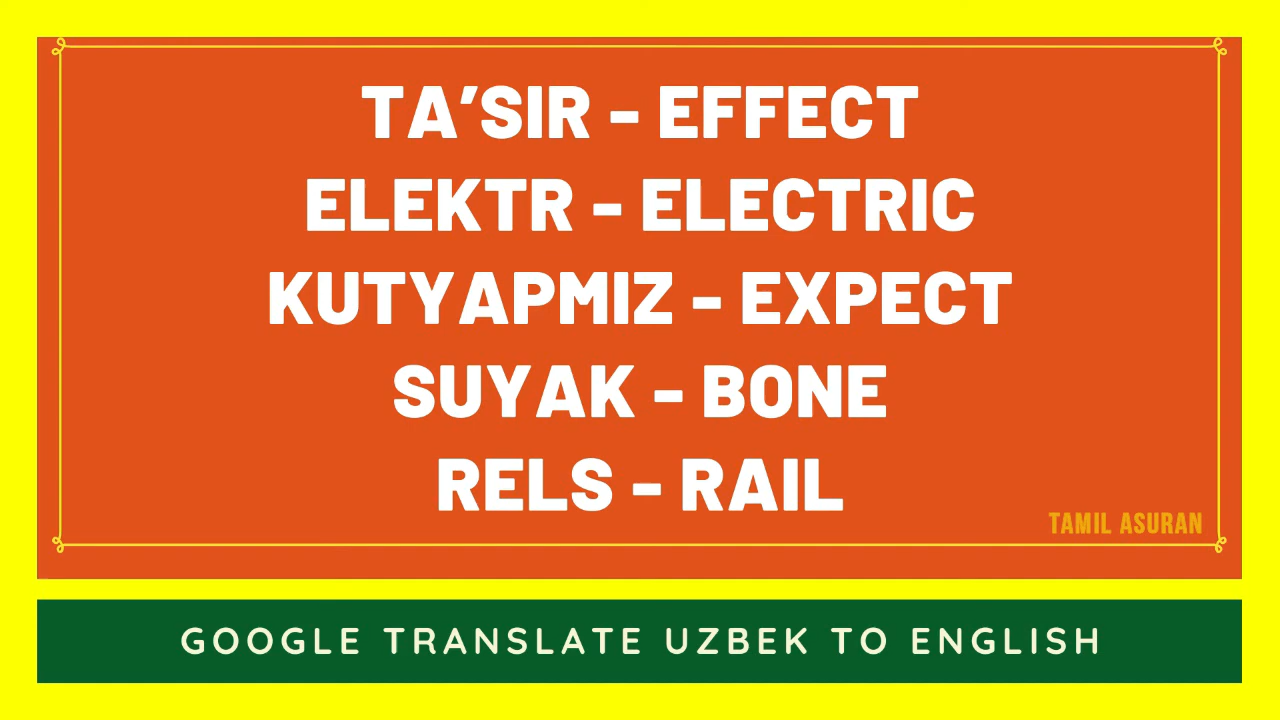 TA’SIR – EFFECT
ELEKTR – ELECTRIC
KUTYAPMIZ – EXPECT
SUYAK – BONE
RELS – RAIL
TAMIL ASURAN
GOOGLE TRANSLATE UZBEK TO ENGLISH